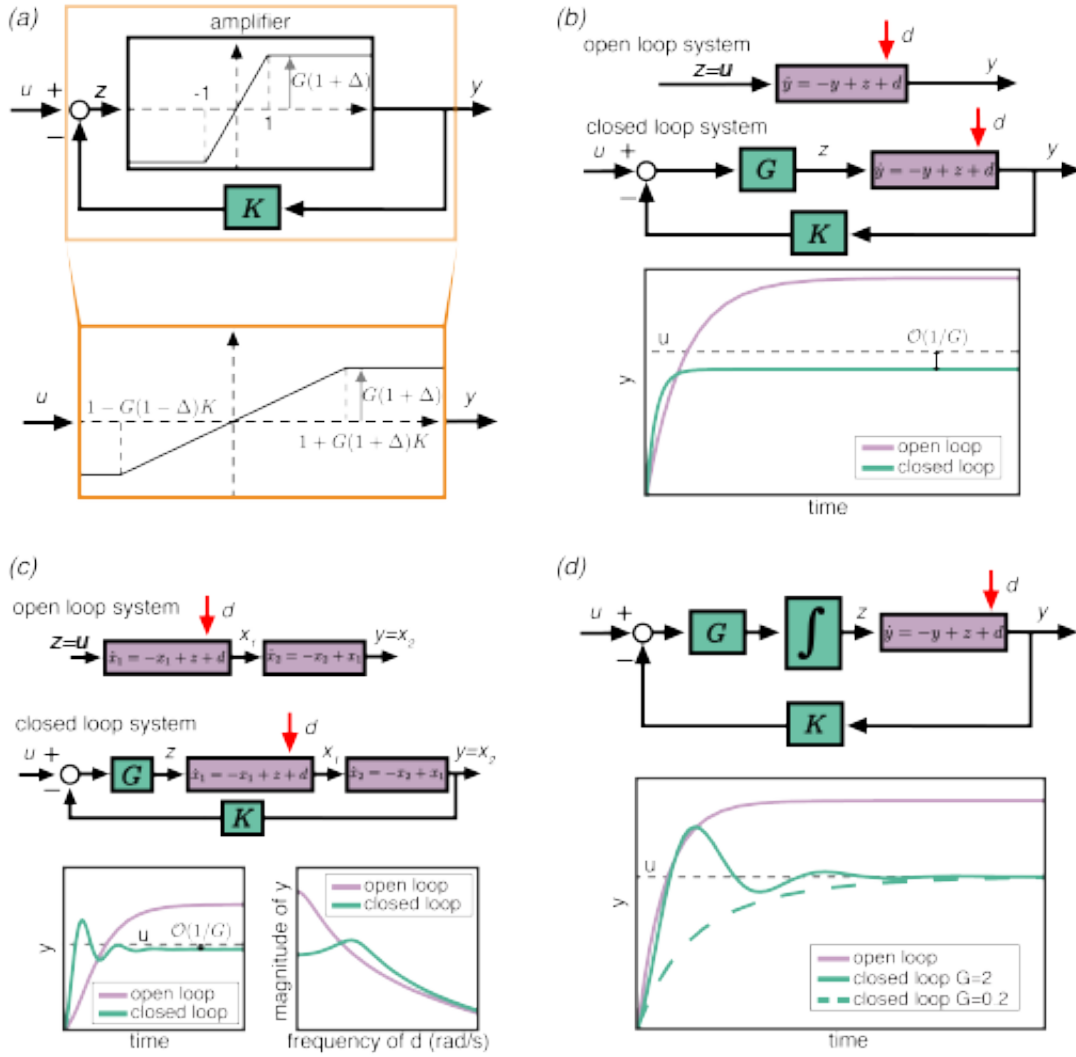 (a)
amplifier
u
+
−
z
-1
1
G(1+Δ)
y
K
u
1 − G(1 − Δ)K
G(1+Δ)
1 + G(1 + Δ)K
y
(b)
open loop system
z=u
d
ẏ = −y + z + d
y
closed loop system
d
u
+
−
G
z
ẏ = −y + z + d
y
K
u
O(1/G)
y
open loop
closed loop
time
(c)
open loop system
d
z=u
ẋ₁ = −x₁ + z + d
x₁
ẋ₂ = −x₂ + x₁
y=x₂
closed loop system
d
u
+
−
G
z
ẋ₁ = −x₁ + z + d
x₁
ẋ₂ = −x₂ + x₁
y=x₂
K
y
u
O(1/G)
open loop
closed loop
time
magnitude of y
open loop
closed loop
frequency of d (rad/s)
(d)
d
u
+
−
G
∫
z
ẏ = −y + z + d
y
K
u
y
open loop
closed loop G=2
closed loop G=0.2
time